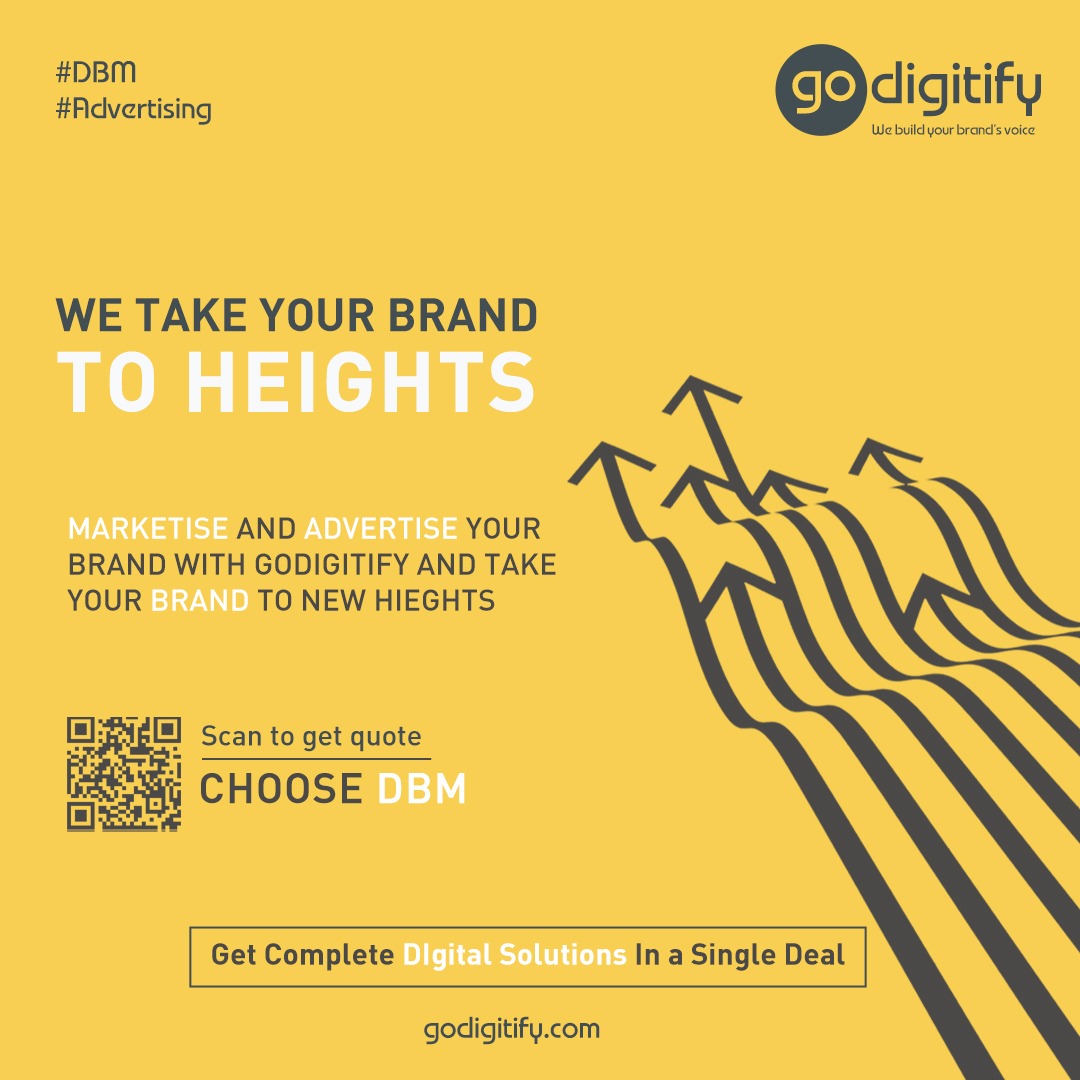 #DBM
#Advertising
go digitify
We build your brand's voice
WE TAKE YOUR BRAND
TO HEIGHTS
MARKETISE AND ADVERTISE YOUR
BRAND WITH GODIGITIFY AND TAKE
YOUR BRAND TO NEW HIEGHTS
Scan to get quote
CHOOSE DBM
Get Complete DIgital Solutions In a Single Deal
godigitify.com